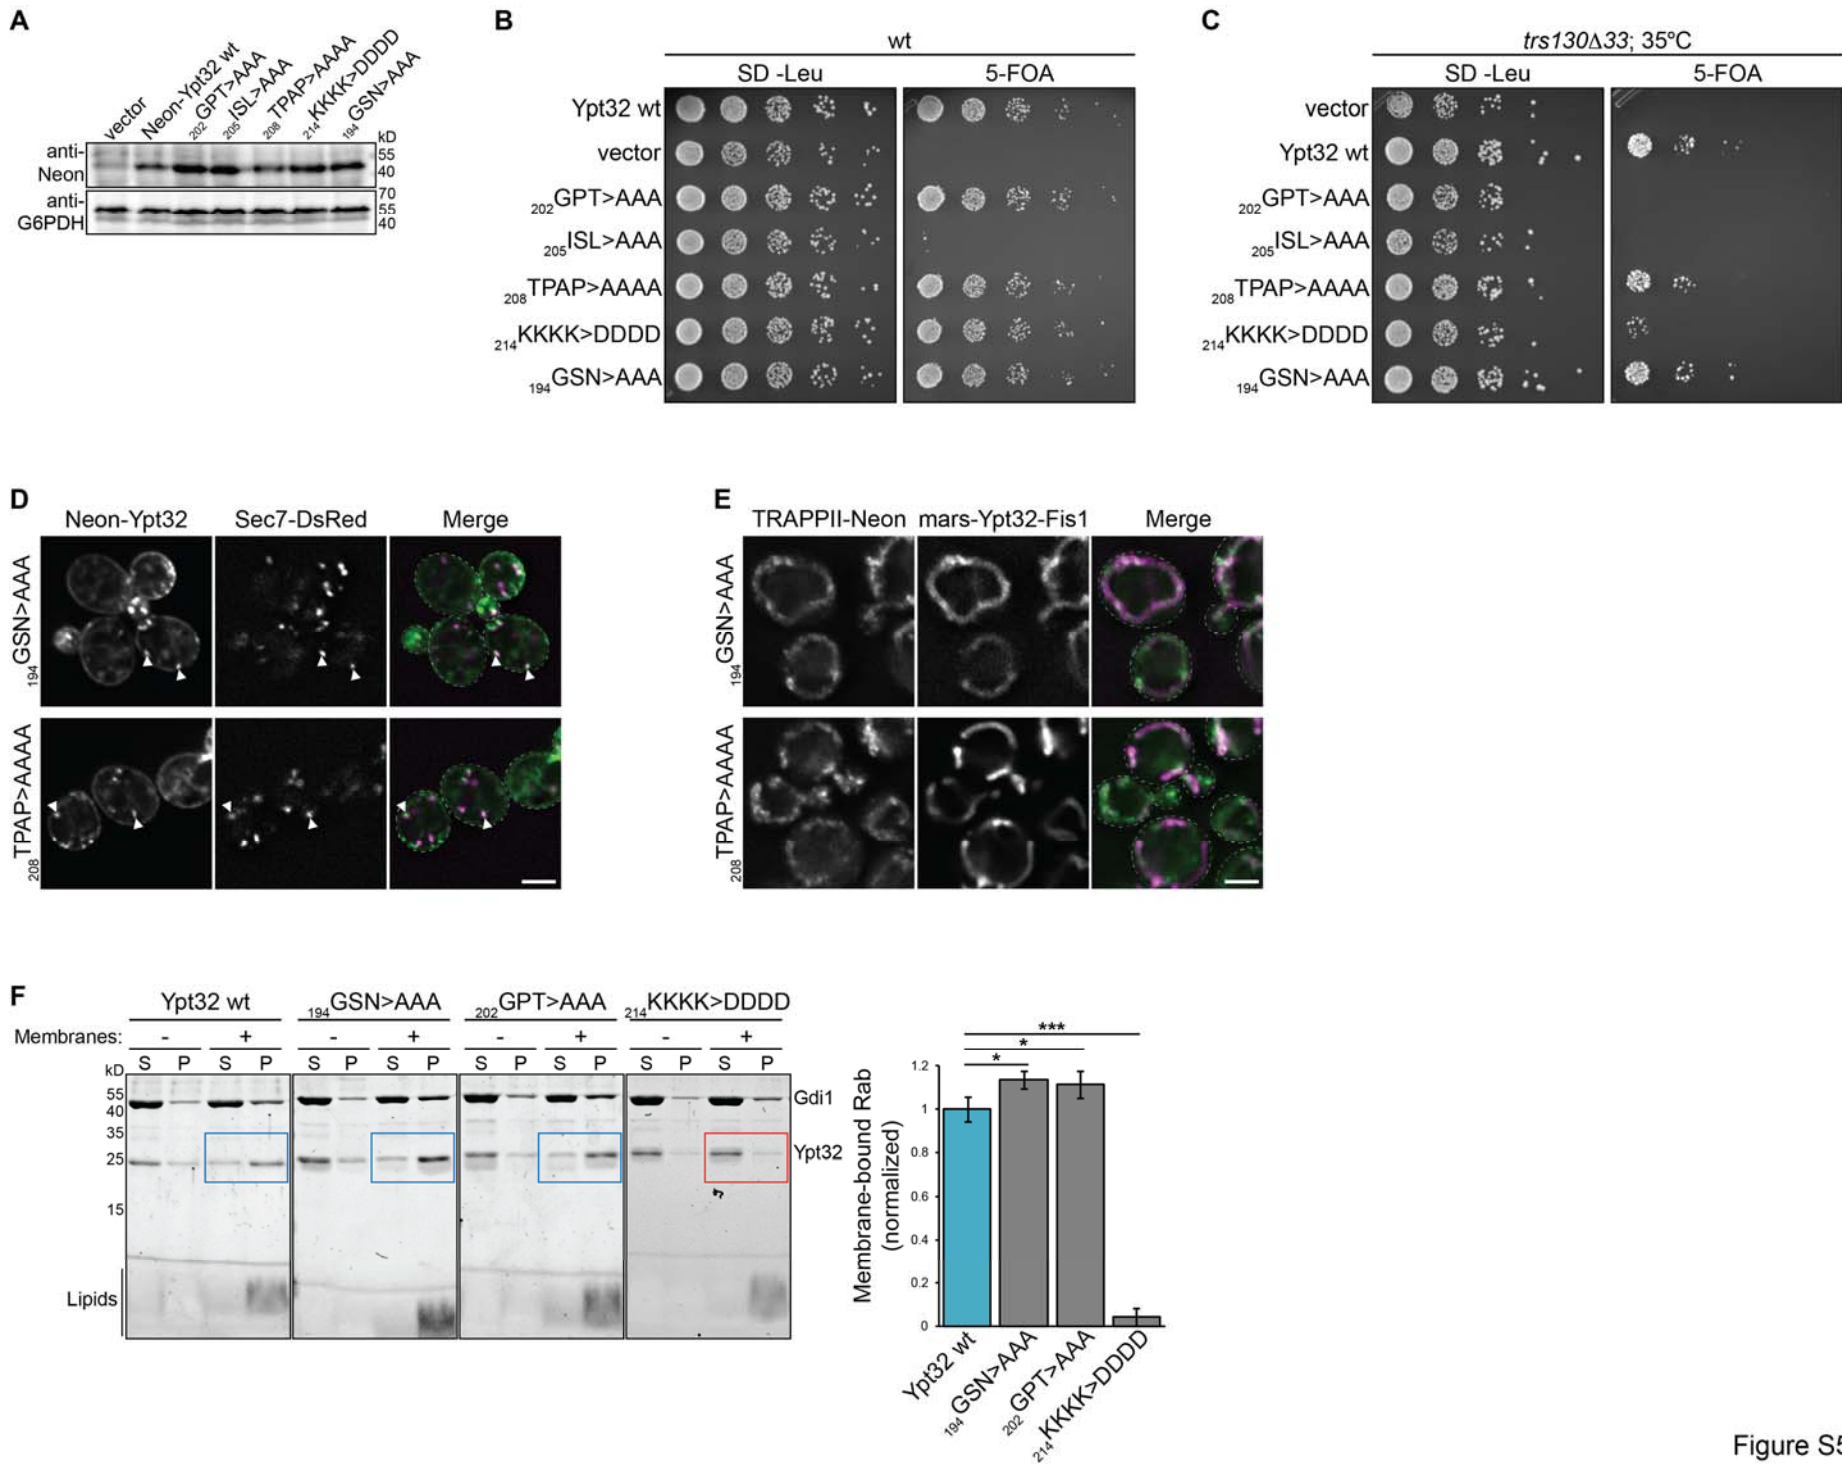 A
vector
Neon-Ypt32 wt
202GPT>AAA
205ISL>AAA
208TPAP>AAAA
214KKKK>DDDD
194GSN>AAA
kD
anti-
Neon
55
40
anti-
G6PDH
70
55
40
B
wt
SD -Leu
5-FOA
Ypt32 wt
vector
202GPT>AAA
205ISL>AAA
208TPAP>AAAA
214KKKK>DDDD
194GSN>AAA
C
trs130Δ33; 35ºC
SD -Leu
5-FOA
vector
Ypt32 wt
202GPT>AAA
205ISL>AAA
208TPAP>AAAA
214KKKK>DDDD
194GSN>AAA
D
Neon-Ypt32
Sec7-DsRed
Merge
194GSN>AAA
208TPAP>AAAA
E
TRAPPII-Neon
mars-Ypt32-Fis1
Merge
194GSN>AAA
208TPAP>AAAA
F
Ypt32 wt
194GSN>AAA
202GPT>AAA
214KKKK>DDDD
Membranes:
-
+
-
+
-
+
-
+
kD
S P S P S P S P S P S P S P S P
55
40
35
25
15
Gdi1
Ypt32
Lipids
***
*
*
Membrane-bound Rab
(normalized)
1.2
1
0.8
0.6
0.4
0.2
0
Ypt32 wt
194GSN>AAA
202GPT>AAA
214KKKK>DDDD
Figure S5